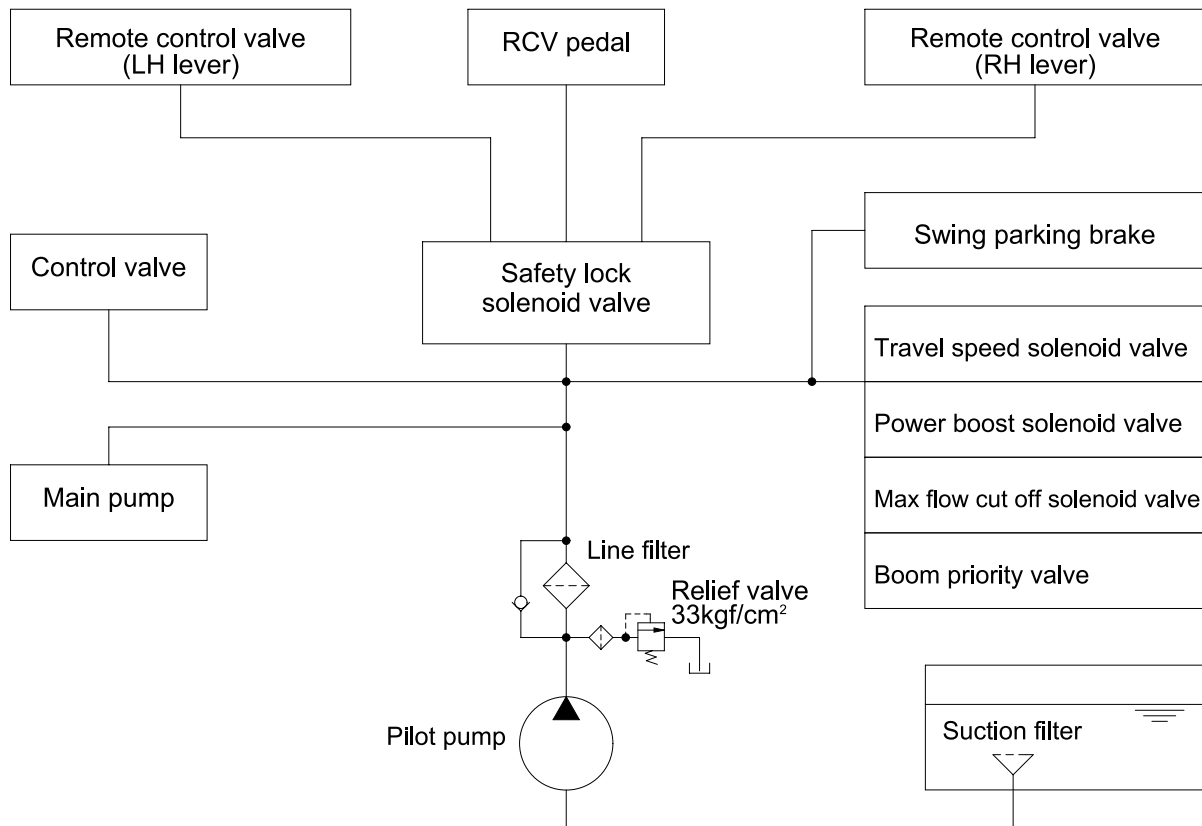 Remote control valve
(LH lever)
RCV pedal
Remote control valve
(RH lever)
Swing parking brake
Control valve
Safety lock
solenoid valve
Travel speed solenoid valve
Power boost solenoid valve
Main pump
Max flow cut off solenoid valve
Line filter
Boom priority valve
Relief valve
33kgf/cm²
Pilot pump
Suction filter